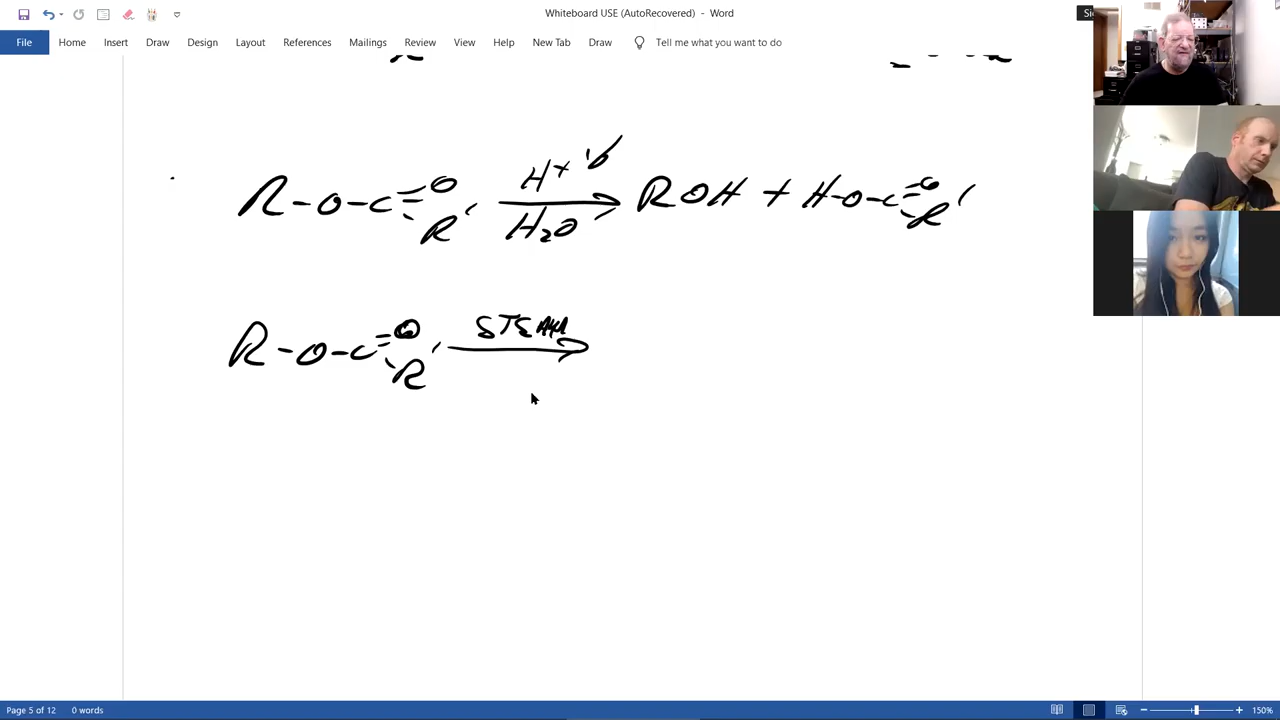 Whiteboard USE (AutoRecovered) - Word
File Home Insert Draw Design Layout References Mailings Review View Help New Tab Draw Tell me what you want to do
R-O-C=O R' H+ H2O ROH + H-O-C=O R'
R-O-C=O R' STEAM
Page 5 of 12 0 words 150%